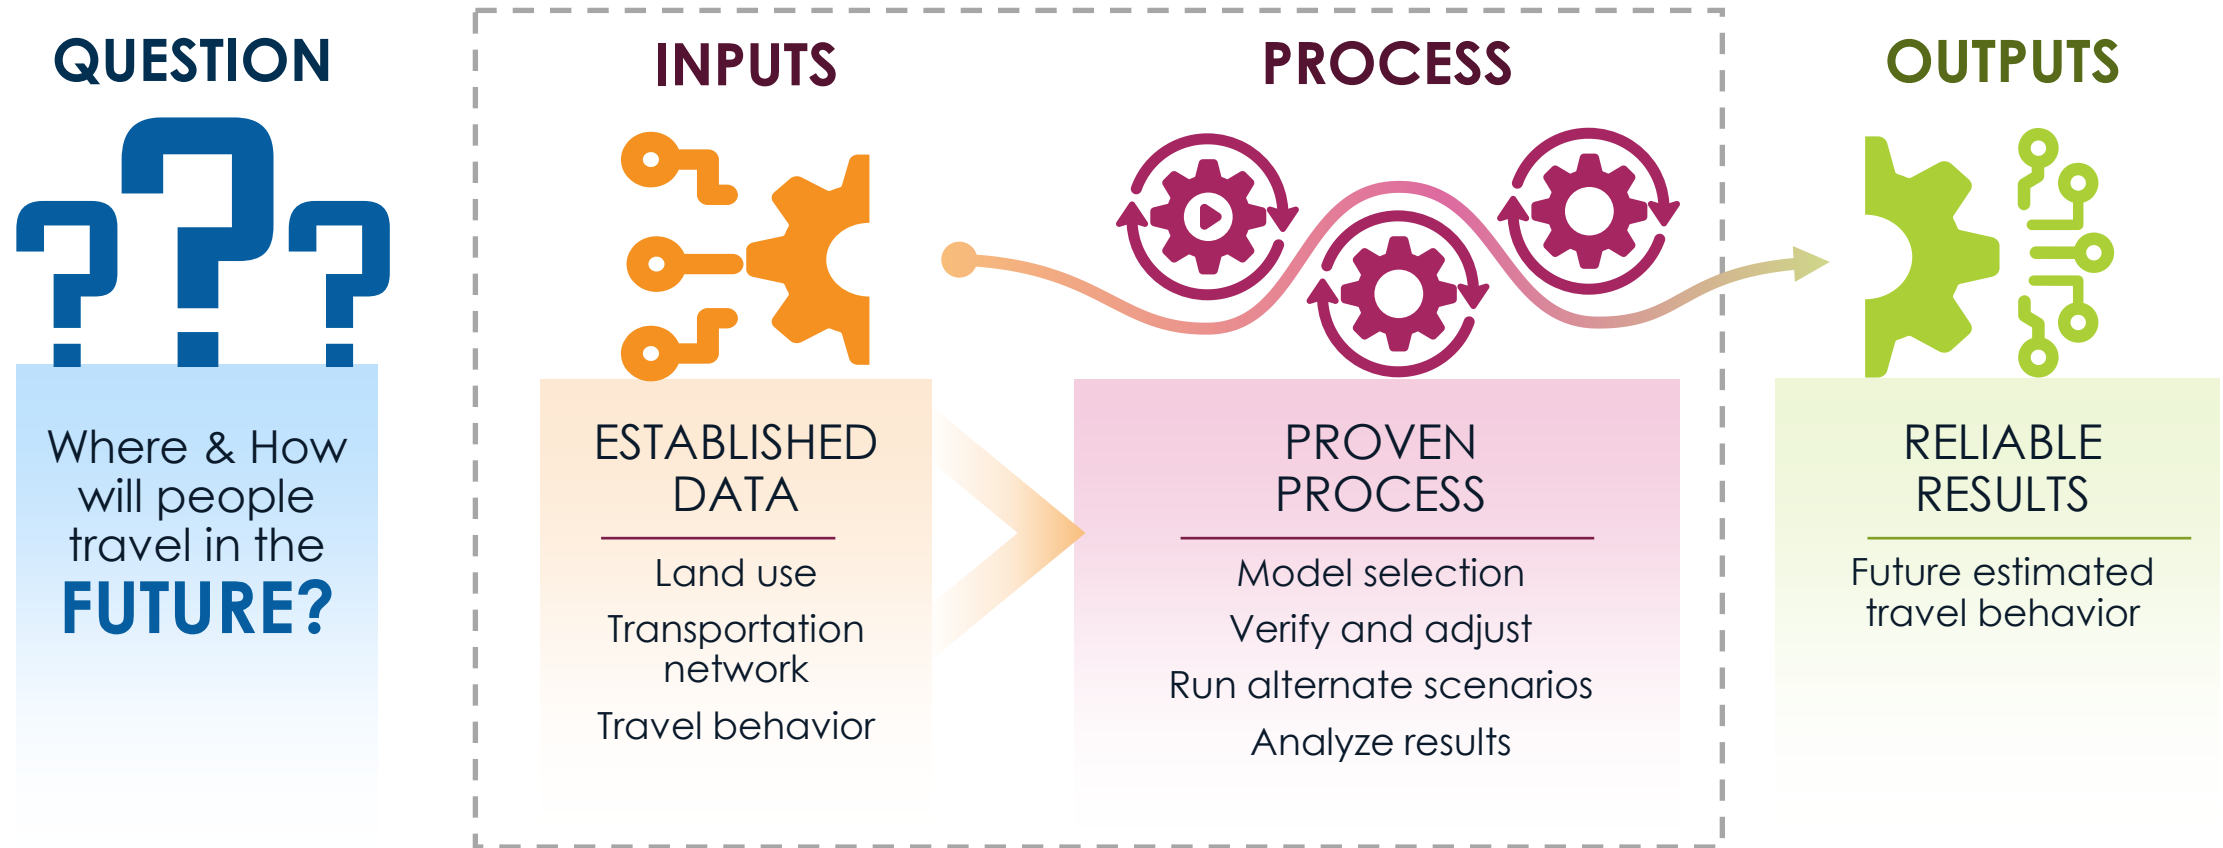 QUESTION
Where & How
will people
travel in the
FUTURE?
INPUTS
ESTABLISHED
DATA
Land use
Transportation
network
Travel behavior
PROCESS
PROVEN
PROCESS
Model selection
Verify and adjust
Run alternate scenarios
Analyze results
OUTPUTS
RELIABLE
RESULTS
Future estimated
travel behavior